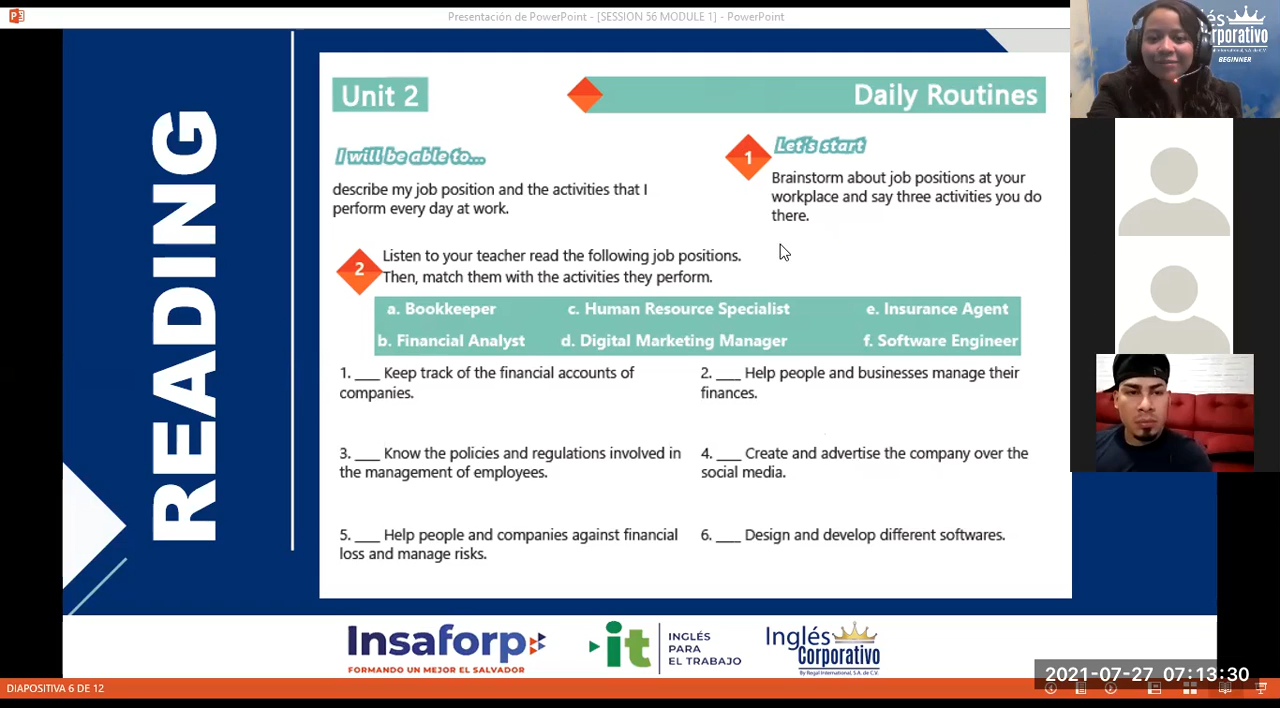 Presentación de PowerPoint - [SESSION 56 MODULE 1] - PowerPoint
READING
Unit 2
Daily Routines
I will be able to...
describe my job position and the activities that I
perform every day at work.
1
Let's start
Brainstorm about job positions at your
workplace and say three activities you do
there.
2
Listen to your teacher read the following job positions.
Then, match them with the activities they perform.
a. Bookkeeper
c. Human Resource Specialist
e. Insurance Agent
b. Financial Analyst
d. Digital Marketing Manager
f. Software Engineer
1. ___ Keep track of the financial accounts of
companies.
2. ___ Help people and businesses manage their
finances.
3. ___ Know the policies and regulations involved in
the management of employees.
4. ___ Create and advertise the company over the
social media.
5. ___ Help people and companies against financial
loss and manage risks.
6. ___ Design and develop different softwares.
Insaforp
FORMANDO UN MEJOR EL SALVADOR
it
INGLÉS
PARA
EL TRABAJO
Inglés
Corporativo
By Regal International, S.A. de C.V.
BEGINNER
2021-07-27 07:13:30
DIAPOSITIVA 6 DE 12